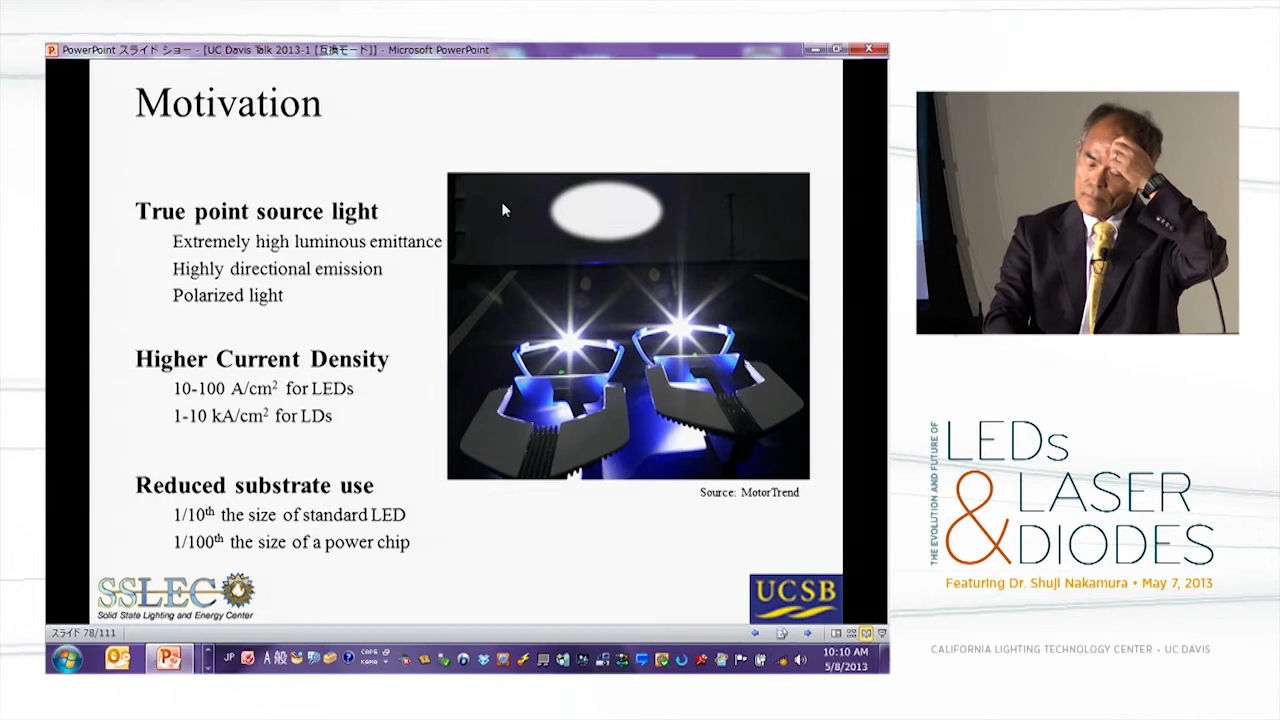 PowerPoint スライド ショー - [UC Davis Talk 2013-1 [互換モード]] - Microsoft PowerPoint
Motivation
True point source light
Extremely high luminous emittance
Highly directional emission
Polarized light
Higher Current Density
10-100 A/cm² for LEDs
1-10 kA/cm² for LDs
Reduced substrate use
1/10th the size of standard LED
1/100th the size of a power chip
Source: MotorTrend
SSLEC
Solid State Lighting and Energy Center
UCSB
スライド 78/111
JP
A 般
CAPS
KANA
10:10 AM
5/8/2013
THE EVOLUTION AND FUTURE OF
LEDs
& LASER
DIODES
Featuring Dr. Shuji Nakamura • May 7, 2013
CALIFORNIA LIGHTING TECHNOLOGY CENTER • UC DAVIS